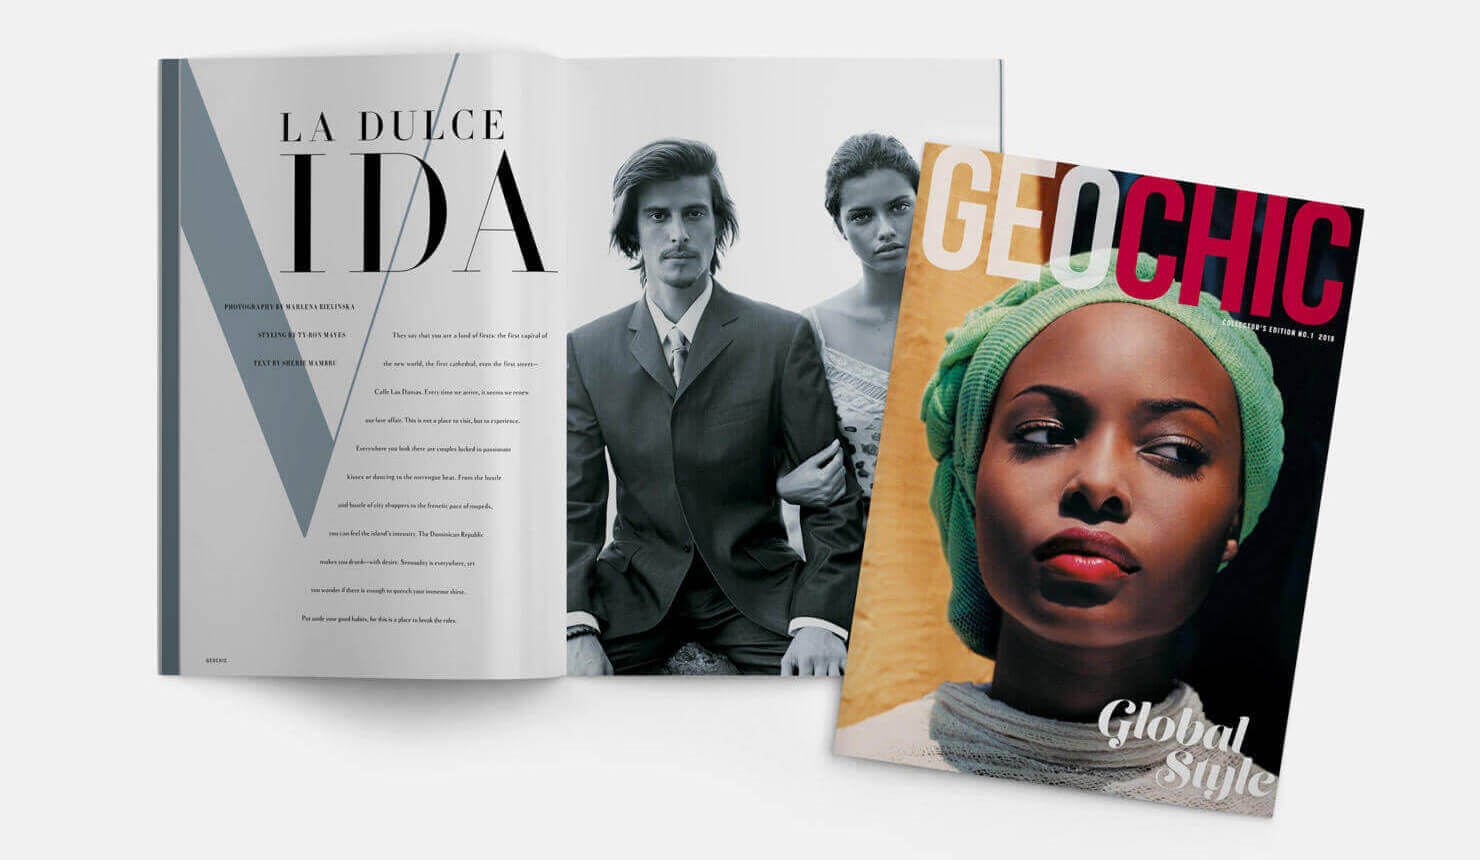 LA DULCE
VIDA
PHOTOGRAPHY BY MARLENA BIELINSKA
STYLING BY TY-RON MAYES
TEXT BY SHERIE MAMBRU
They say that you are a land of firsts: the first capital of
the new world, the first cathedral, even the first street—
Calle Las Damas. Every time we arrive, it seems we renew
our love affair. This is not a place to visit, but to experience.
Everywhere you look there are couples locked in passionate
kisses or dancing to the merengue beat. From the hustle
and bustle of city shoppers to the frenetic pace of mopeds,
you can feel the island's intensity. The Dominican Republic
makes you drunk—with desire. Sensuality is everywhere, yet
you wonder if there is enough to quench your immense thirst.
Put aside your good habits, for this is a place to break the rules.
GEOCHIC
GEOCHIC
COLLECTOR'S EDITION NO.1 2018
Global
Style